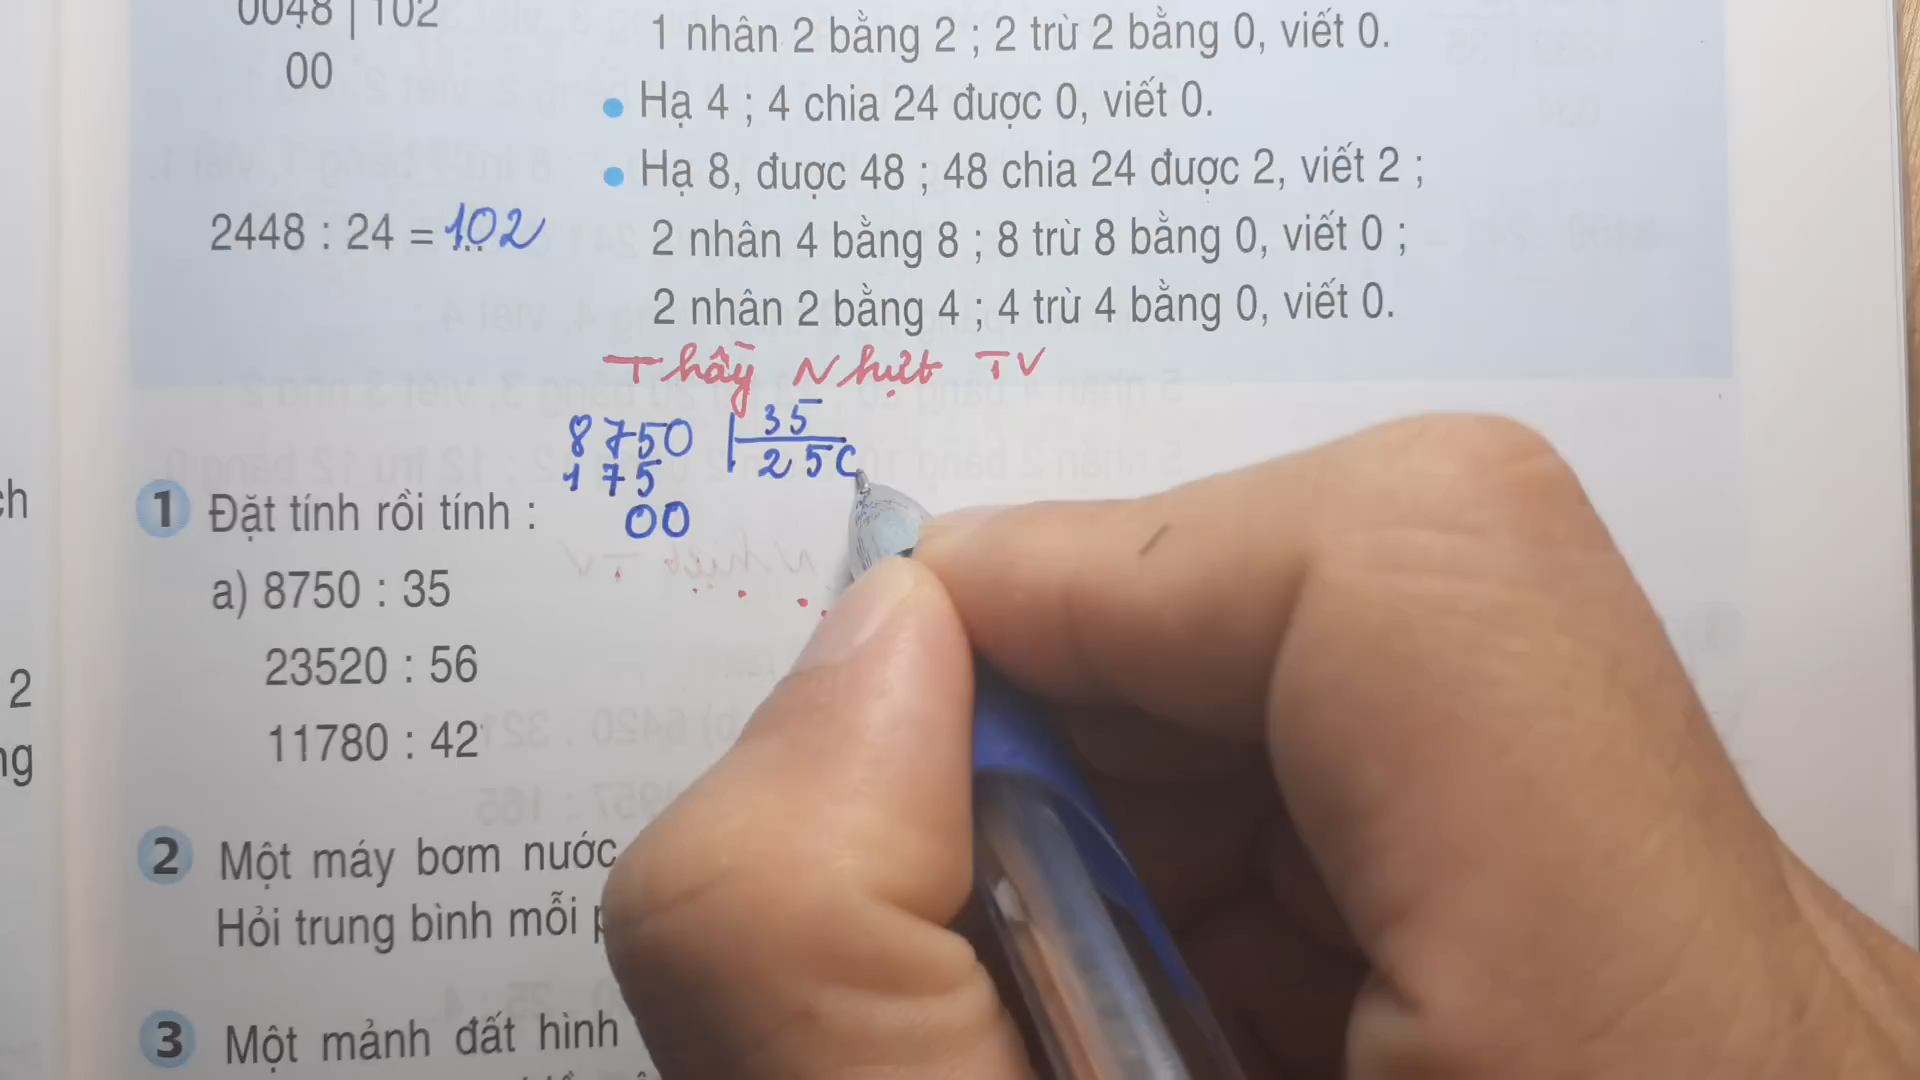 0048 | 102
00
2448 : 24 = 102
1 nhân 2 bằng 2 ; 2 trừ 2 bằng 0, viết 0.
• Hạ 4 ; 4 chia 24 được 0, viết 0.
• Hạ 8, được 48 ; 48 chia 24 được 2, viết 2 ;
2 nhân 4 bằng 8 ; 8 trừ 8 bằng 0, viết 0 ;
2 nhân 2 bằng 4 ; 4 trừ 4 bằng 0, viết 0.
Thầy Nhựt TV
8750 | 35
175 250
00
1 Đặt tính rồi tính :
a) 8750 : 35
23520 : 56
11780 : 42
2 Một máy bơm nước
Hỏi trung bình mỗi
3 Một mảnh đất hình
2